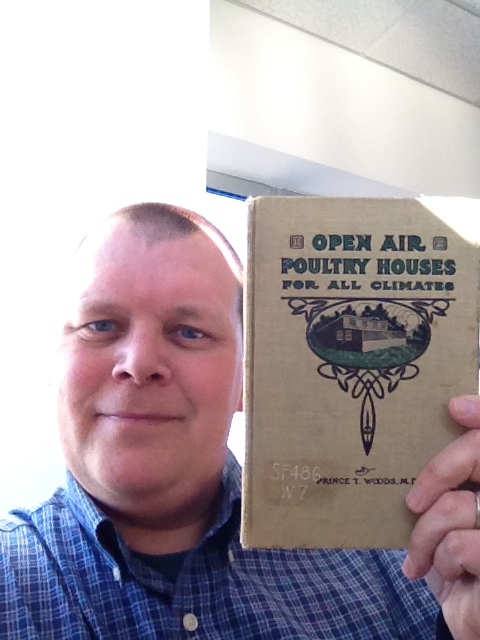 OPEN AIR
POULTRY HOUSES
FOR ALL CLIMATES
SF486
W7
PRINCE T. WOODS, M.D.